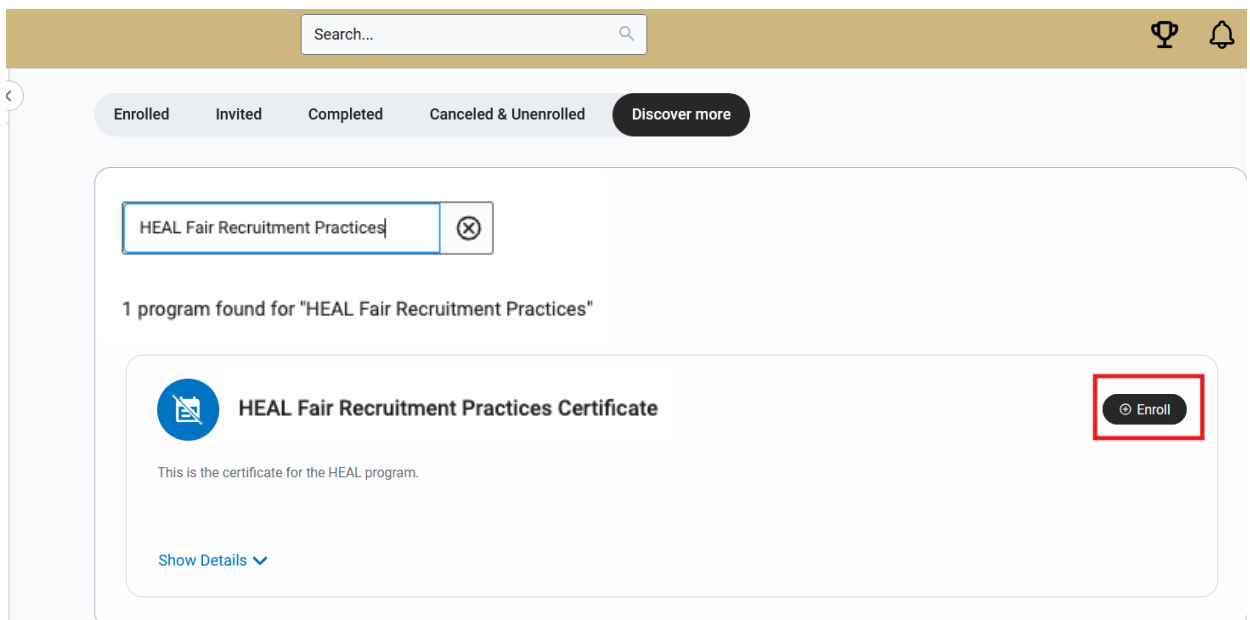 Search...
Enrolled Invited Completed Canceled & Unenrolled Discover more
HEAL Fair Recruitment Practices
1 program found for "HEAL Fair Recruitment Practices"
HEAL Fair Recruitment Practices Certificate
Enroll
This is the certificate for the HEAL program.
Show Details